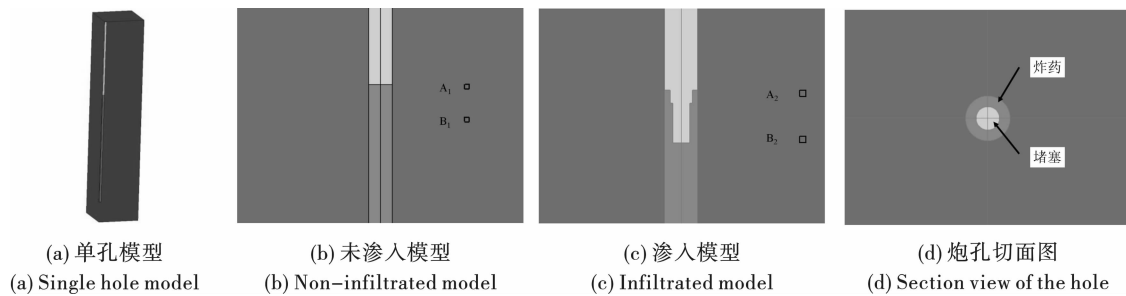 A₁
B₁
A₂
B₂
炸药
堵塞
(a) 单孔模型
(a) Single hole model
(b) 未渗入模型
(b) Non-infiltrated model
(c) 渗入模型
(c) Infiltrated model
(d) 炮孔切面图
(d) Section view of the hole